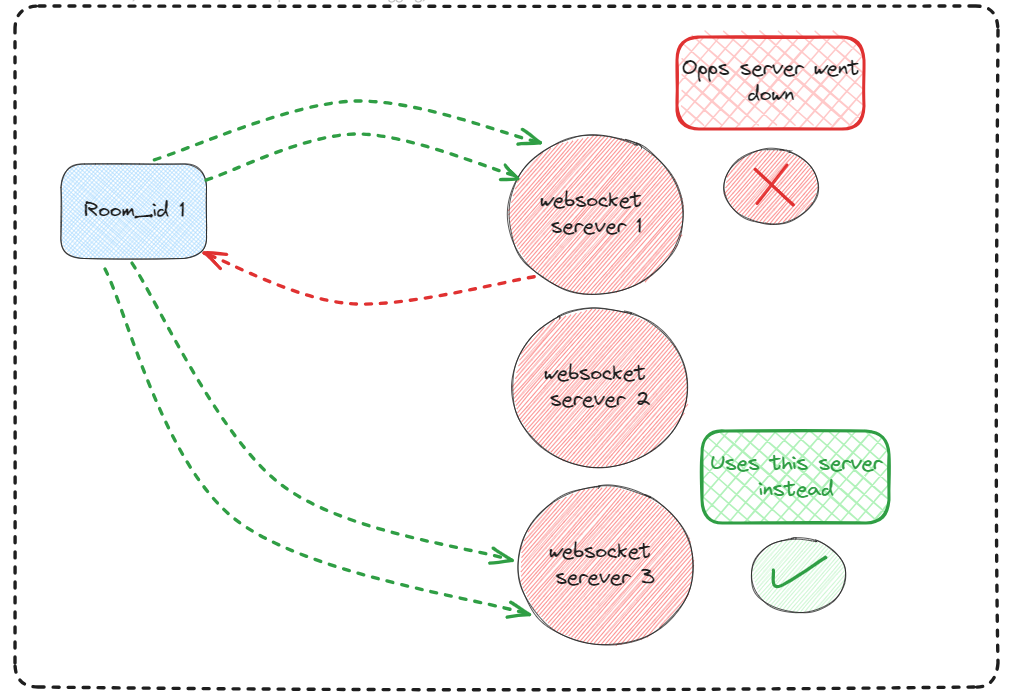 Opps server went
down
Room_id 1
websocket
serever 1
websocket
serever 2
Uses this server
instead
websocket
serever 3